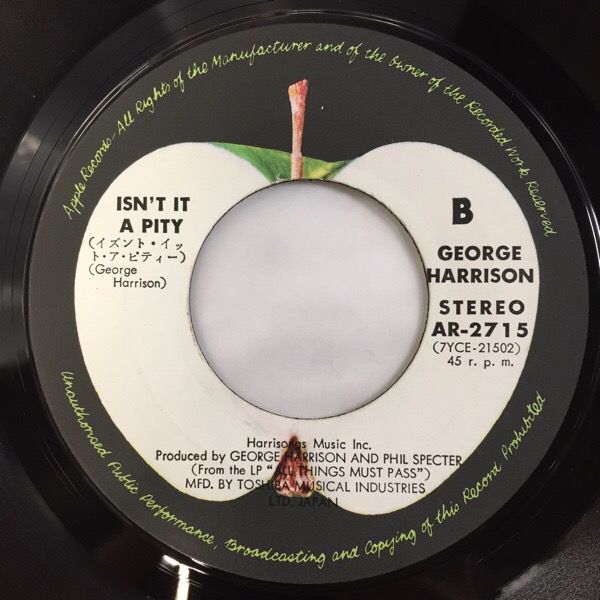 Apple Records-All Rights of the Manufacturer and of the Owner of the Recorded Work Reserved
ISN'T IT
A PITY
(イズント・イッ
ト・ア・ピティー)
(George
Harrison)
B
GEORGE
HARRISON
STEREO
AR-2715
(7YCE-21502)
45 r. p. m.
Harrisongs Music Inc.
Produced by GEORGE HARRISON AND PHIL SPECTER
(From the LP "ALL THINGS MUST PASS")
MFD. BY TOSHIBA MUSICAL INDUSTRIES
LTD. JAPAN
Unauthorised Public Performance, Broadcasting and Copying of this Record Prohibited